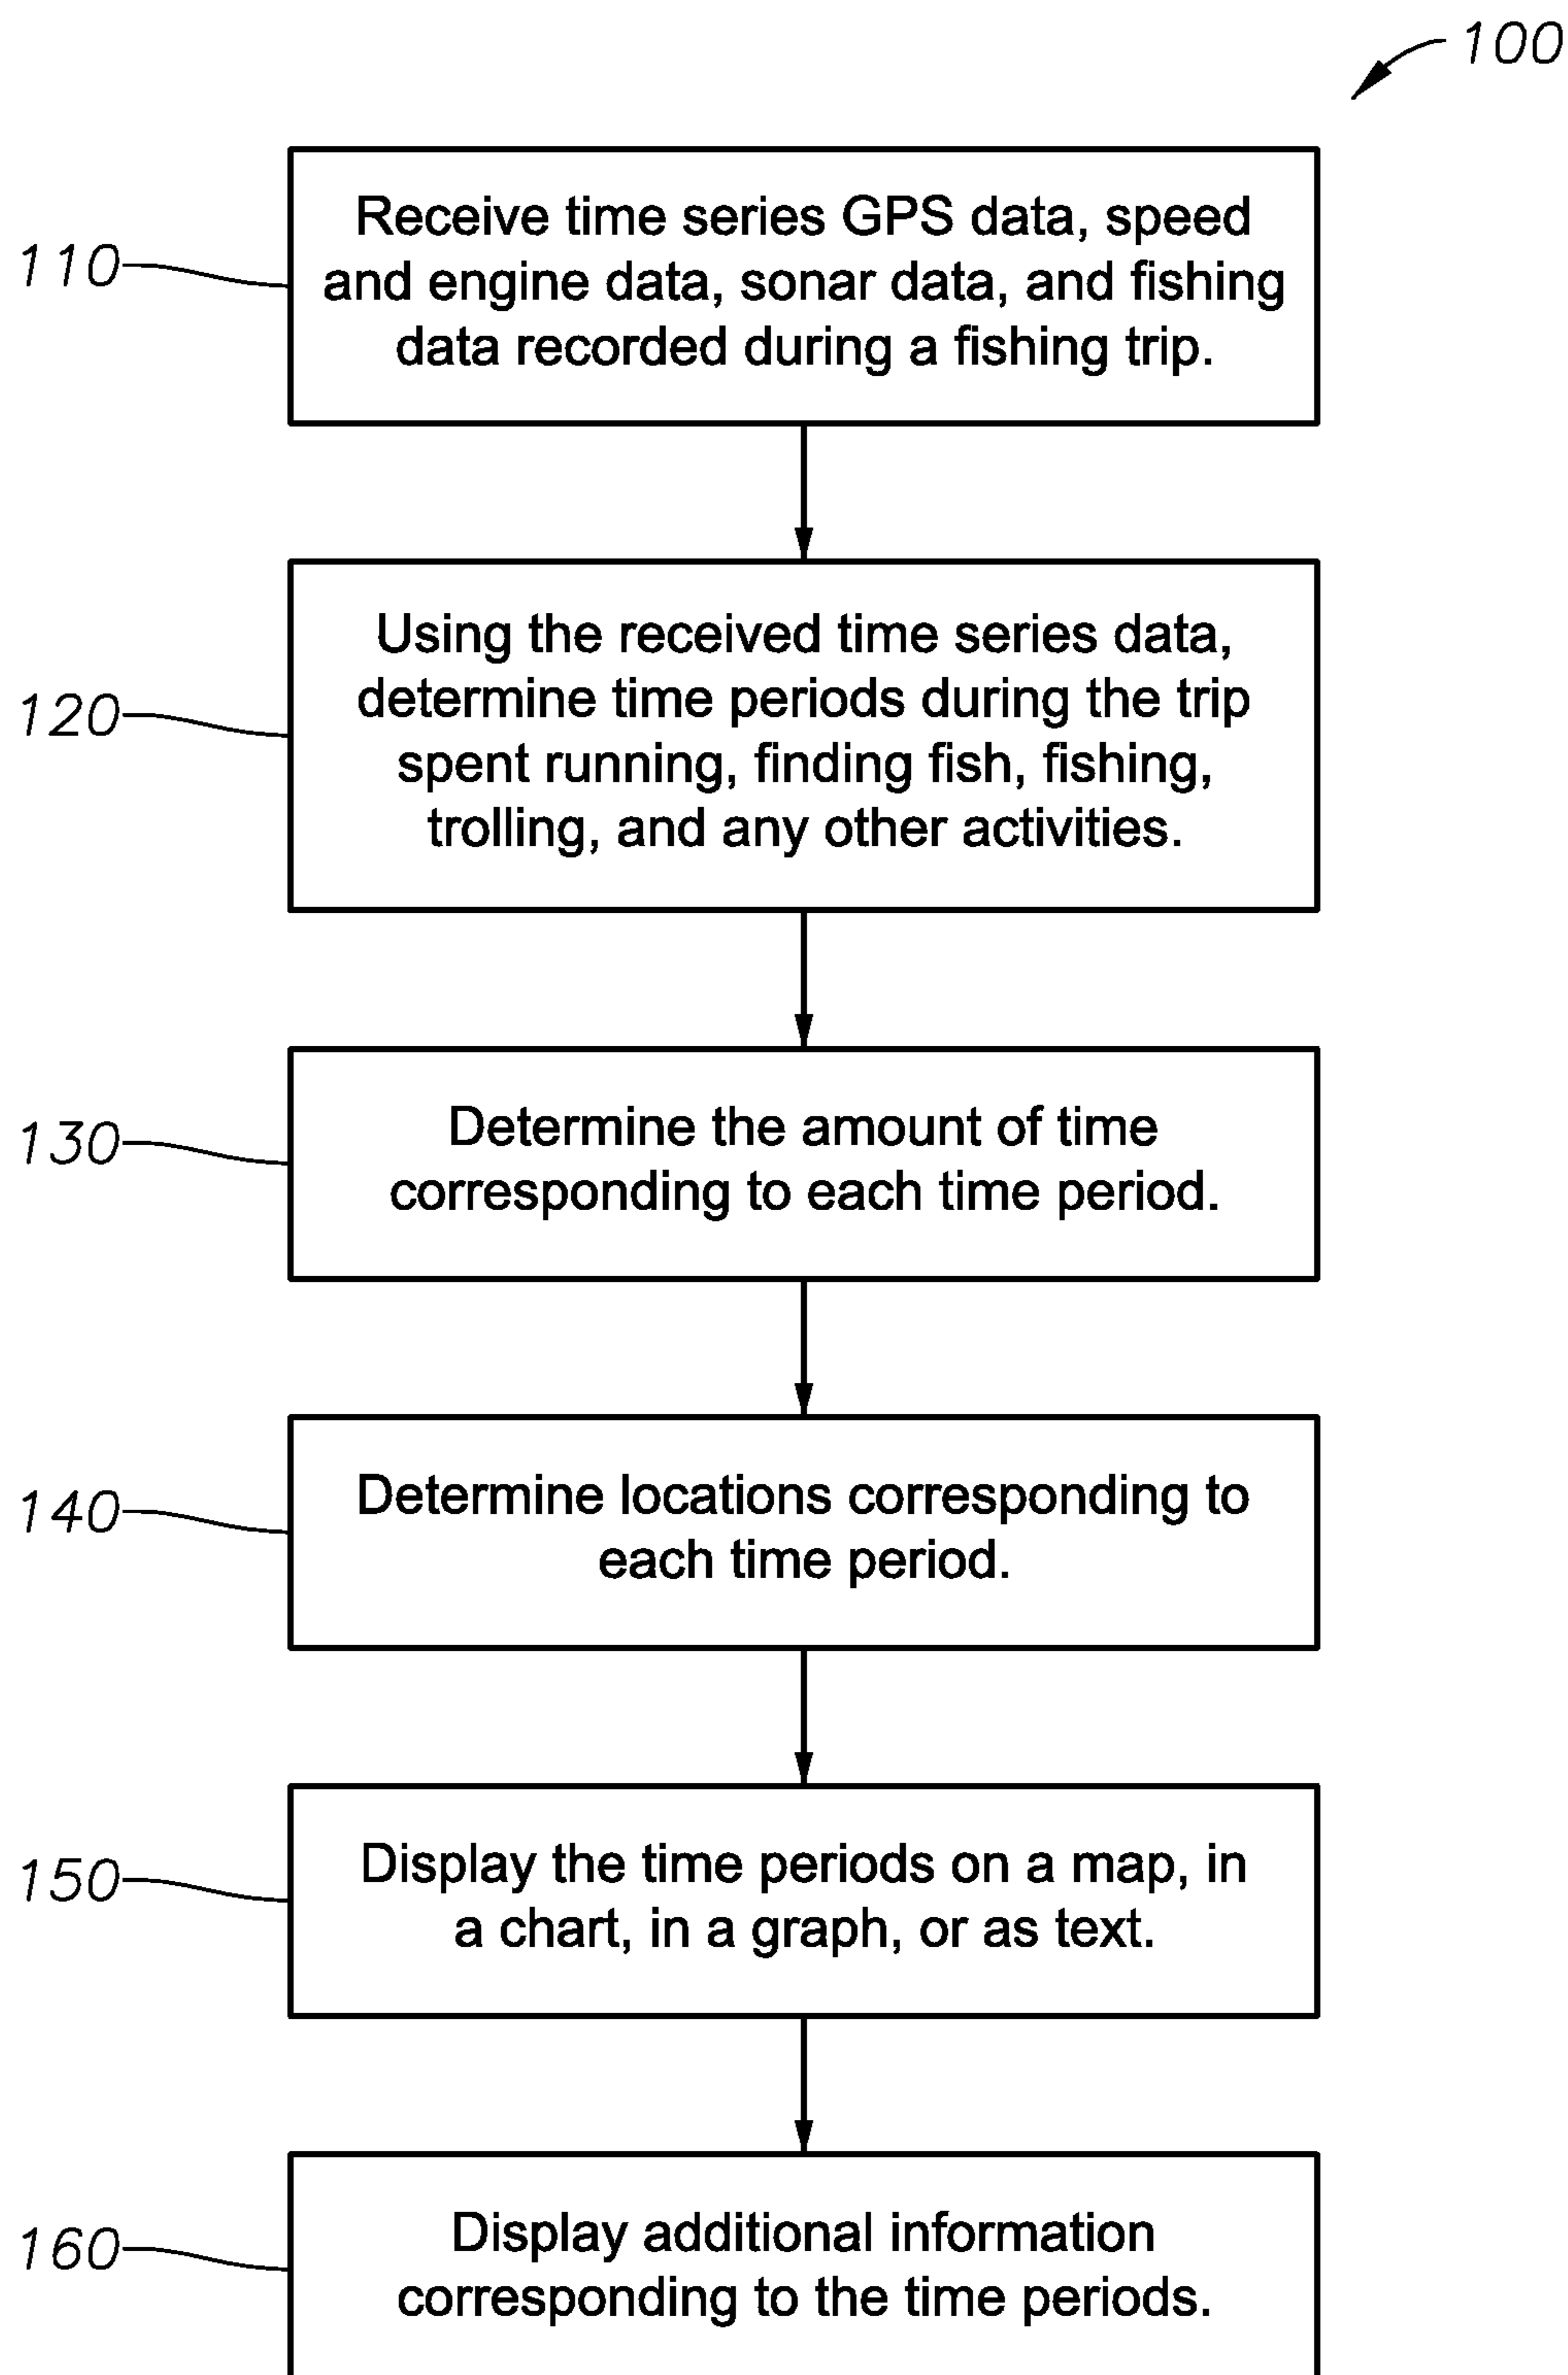 100
110
Receive time series GPS data, speed
and engine data, sonar data, and fishing
data recorded during a fishing trip.
120
Using the received time series data,
determine time periods during the trip
spent running, finding fish, fishing,
trolling, and any other activities.
130
Determine the amount of time
corresponding to each time period.
140
Determine locations corresponding to
each time period.
150
Display the time periods on a map, in
a chart, in a graph, or as text.
160
Display additional information
corresponding to the time periods.